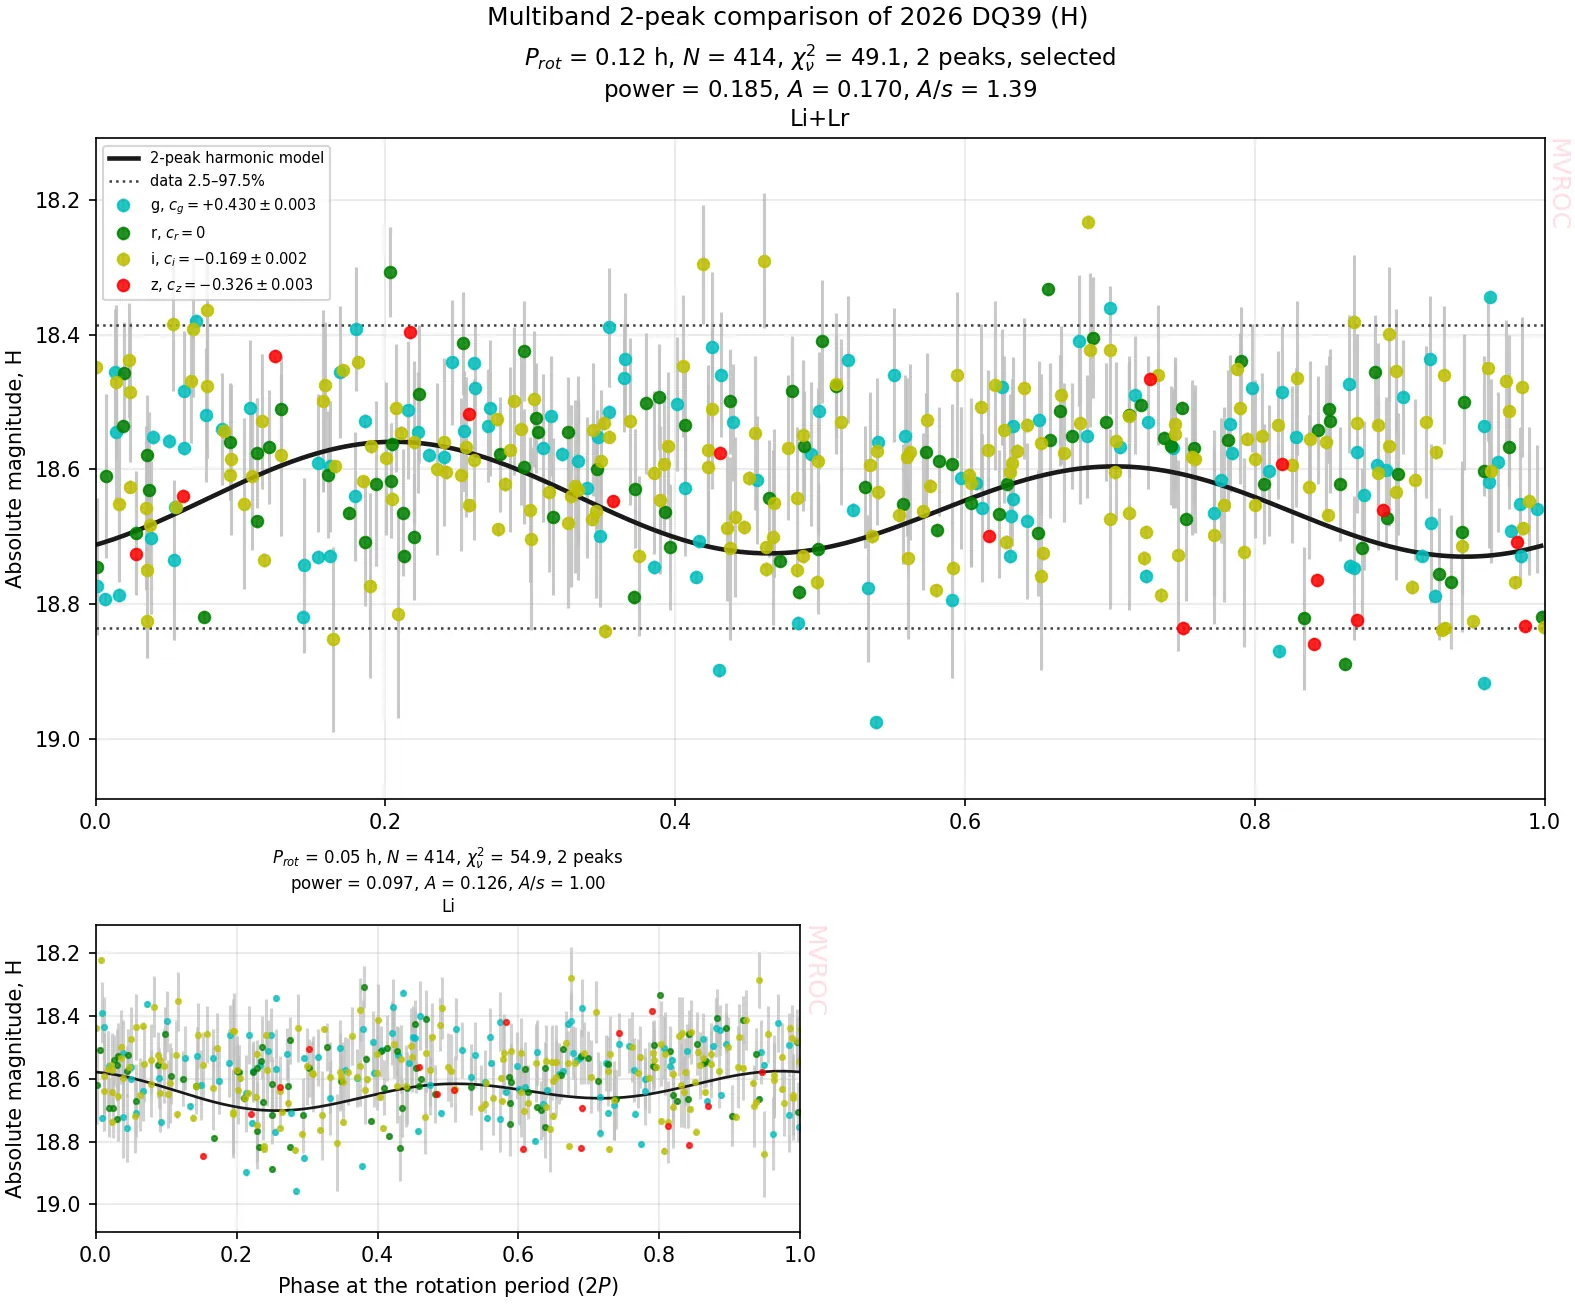 Multiband 2-peak comparison of 2026 DQ39 (H)
P_rot = 0.12 h, N = 414, χ²_ν = 49.1, 2 peaks, selected
power = 0.185, A = 0.170, A/s = 1.39
Li+Lr
2-peak harmonic model
data 2.5–97.5%
g, c_g = +0.430 ± 0.003
r, c_r = 0
i, c_i = −0.169 ± 0.002
z, c_z = −0.326 ± 0.003
MVROC
Absolute magnitude, H
18.2
18.4
18.6
18.8
19.0
0.0 0.2 0.4 0.6 0.8 1.0
P_rot = 0.05 h, N = 414, χ²_ν = 54.9, 2 peaks
power = 0.097, A = 0.126, A/s = 1.00
Li
MVROC
Absolute magnitude, H
18.2
18.4
18.6
18.8
19.0
0.0 0.2 0.4 0.6 0.8 1.0
Phase at the rotation period (2P)